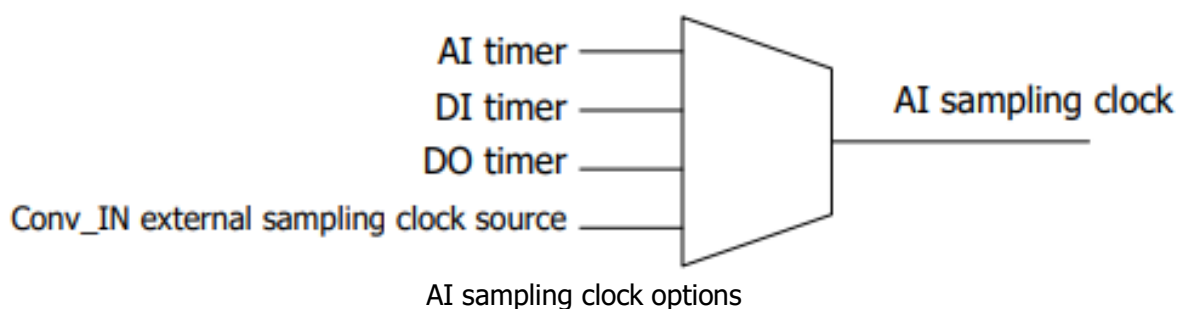 AI timer
DI timer
AI sampling clock
DO timer
Conv_IN external sampling clock source
AI sampling clock options